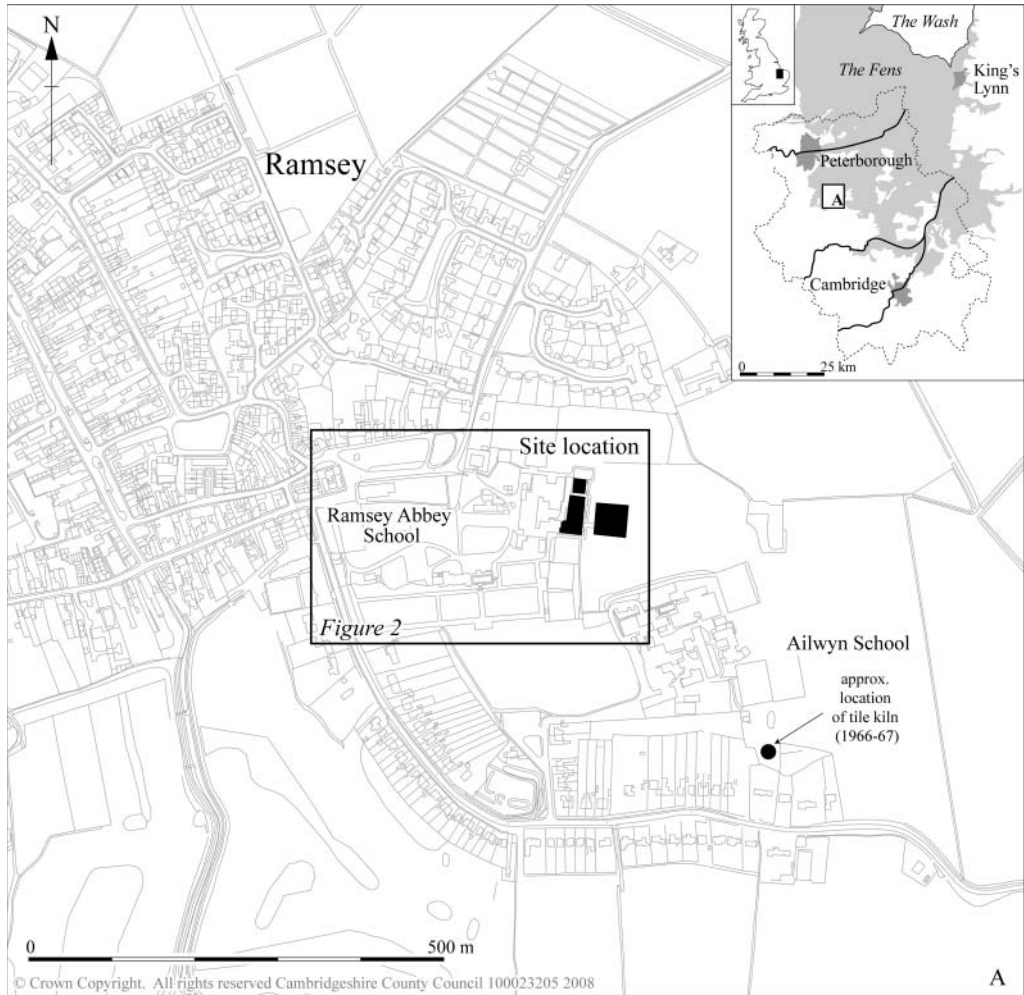 N
The Wash
The Fens
King's
Lynn
Peterborough
A
Cambridge
0 25 km
Ramsey
Site location
Ramsey Abbey
School
Figure 2
Ailwyn School
approx.
location
of tile kiln
(1966-67)
0 500 m
© Crown Copyright. All rights reserved Cambridgeshire County Council 100023205 2008
A